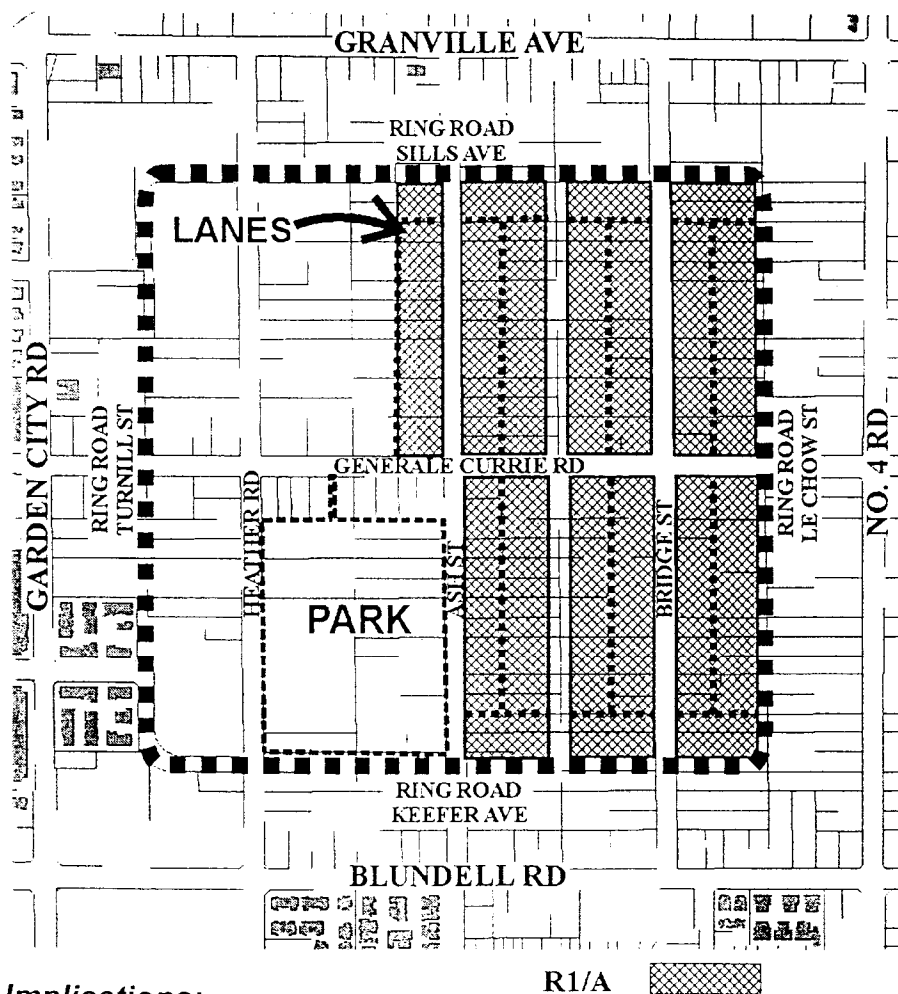 GRANVILLE AVE
RING ROAD
SILLS AVE
LANES
GARDEN CITY RD
RING ROAD
TURNILL ST
GENERALE CURRIE RD
HEATHER RD
PARK
ASH ST
BRIDGE ST
RING ROAD
LE CHOW ST
NO. 4 RD
RING ROAD
KEEFER AVE
BLUNDELL RD
R1/A